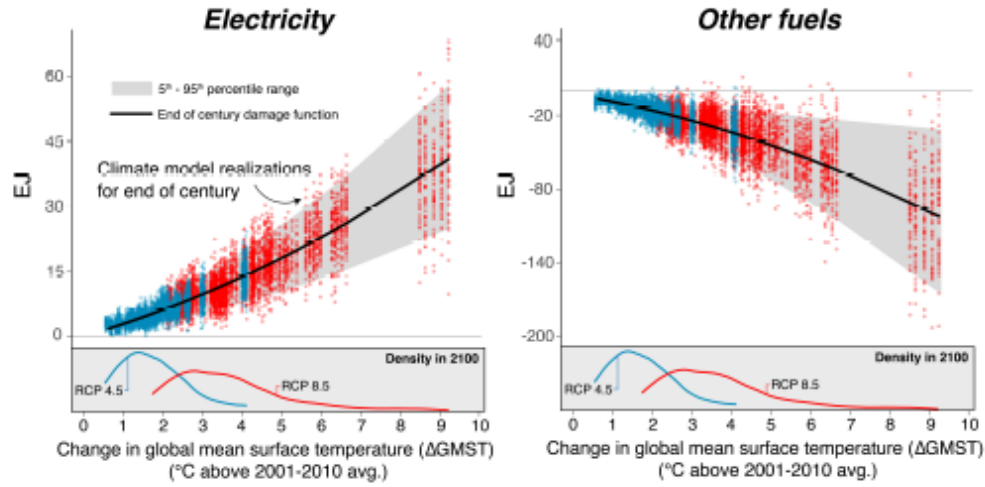 Electricity
Other fuels
60
45
30
15
0
EJ
5th - 95th percentile range
End of century damage function
Climate model realizations
for end of century
Density in 2100
RCP 4.5
RCP 8.5
0 1 2 3 4 5 6 7 8 9 10
Change in global mean surface temperature (ΔGMST)
(°C above 2001-2010 avg.)
40
-20
-80
-140
-200
EJ
Density in 2100
RCP 4.5
RCP 8.5
0 1 2 3 4 5 6 7 8 9 10
Change in global mean surface temperature (ΔGMST)
(°C above 2001-2010 avg.)